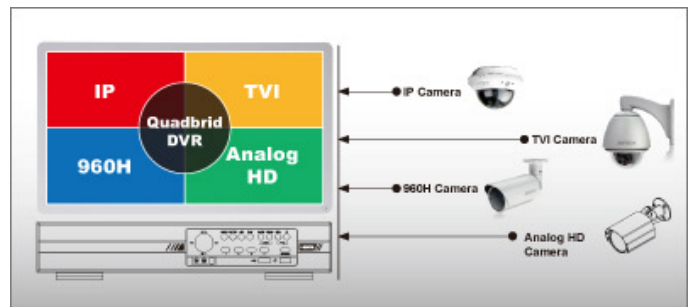 IP
TVI
Quadbrid
DVR
960H
Analog
HD
IP Camera
TVI Camera
960H Camera
Analog HD
Camera